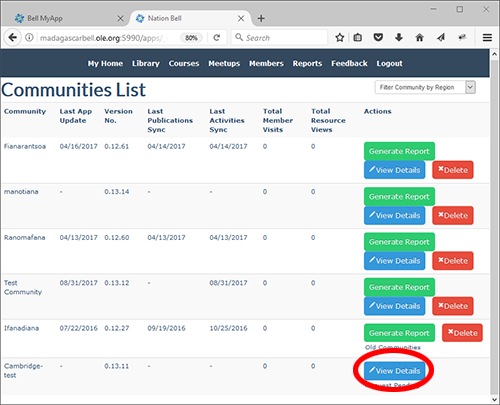 Bell MyApp
Nation Bell
madagascarbell.ole.org:5990/apps/
80%
Search
My Home Library Courses Meetups Members Reports Feedback Logout
Communities List
Filter Community by Region
Community Last App Update Version No. Last Publications Sync Last Activities Sync Total Member Visits Total Resource Views Actions
Fianarantsoa 04/16/2017 0.12.61 04/14/2017 04/14/2017 0 0 Generate Report
View Details Delete
manotiana - 0.13.14 - - 0 0 Generate Report
View Details Delete
Ranomafana 04/13/2017 0.12.60 04/13/2017 04/13/2017 0 0 Generate Report
View Details Delete
Test Community 08/31/2017 0.13.12 - 08/31/2017 0 0 Generate Report
View Details Delete
Ifanadiana 07/22/2016 0.12.27 09/19/2016 10/25/2016 0 0 Generate Report Delete
Old Communities
Cambridge-test - 0.13.11 - - 0 0 View Details